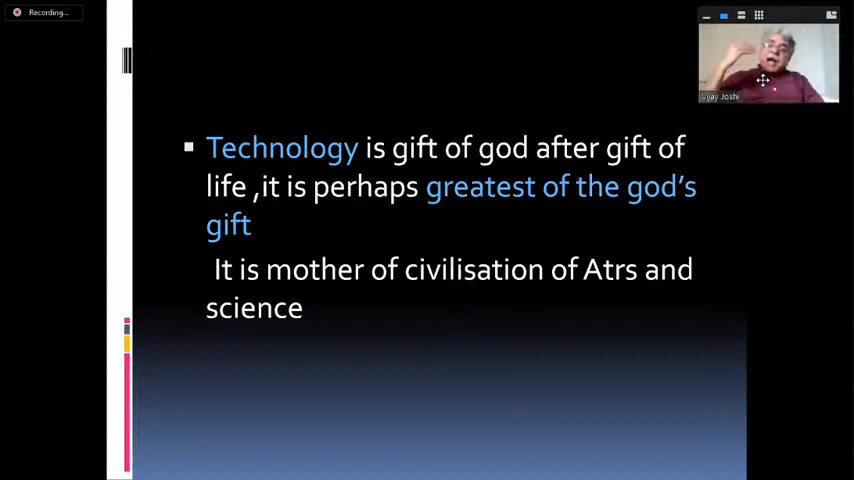 Recording...
Vijay Joshi
Technology is gift of god after gift of
life ,it is perhaps greatest of the god's
gift
It is mother of civilisation of Atrs and
science